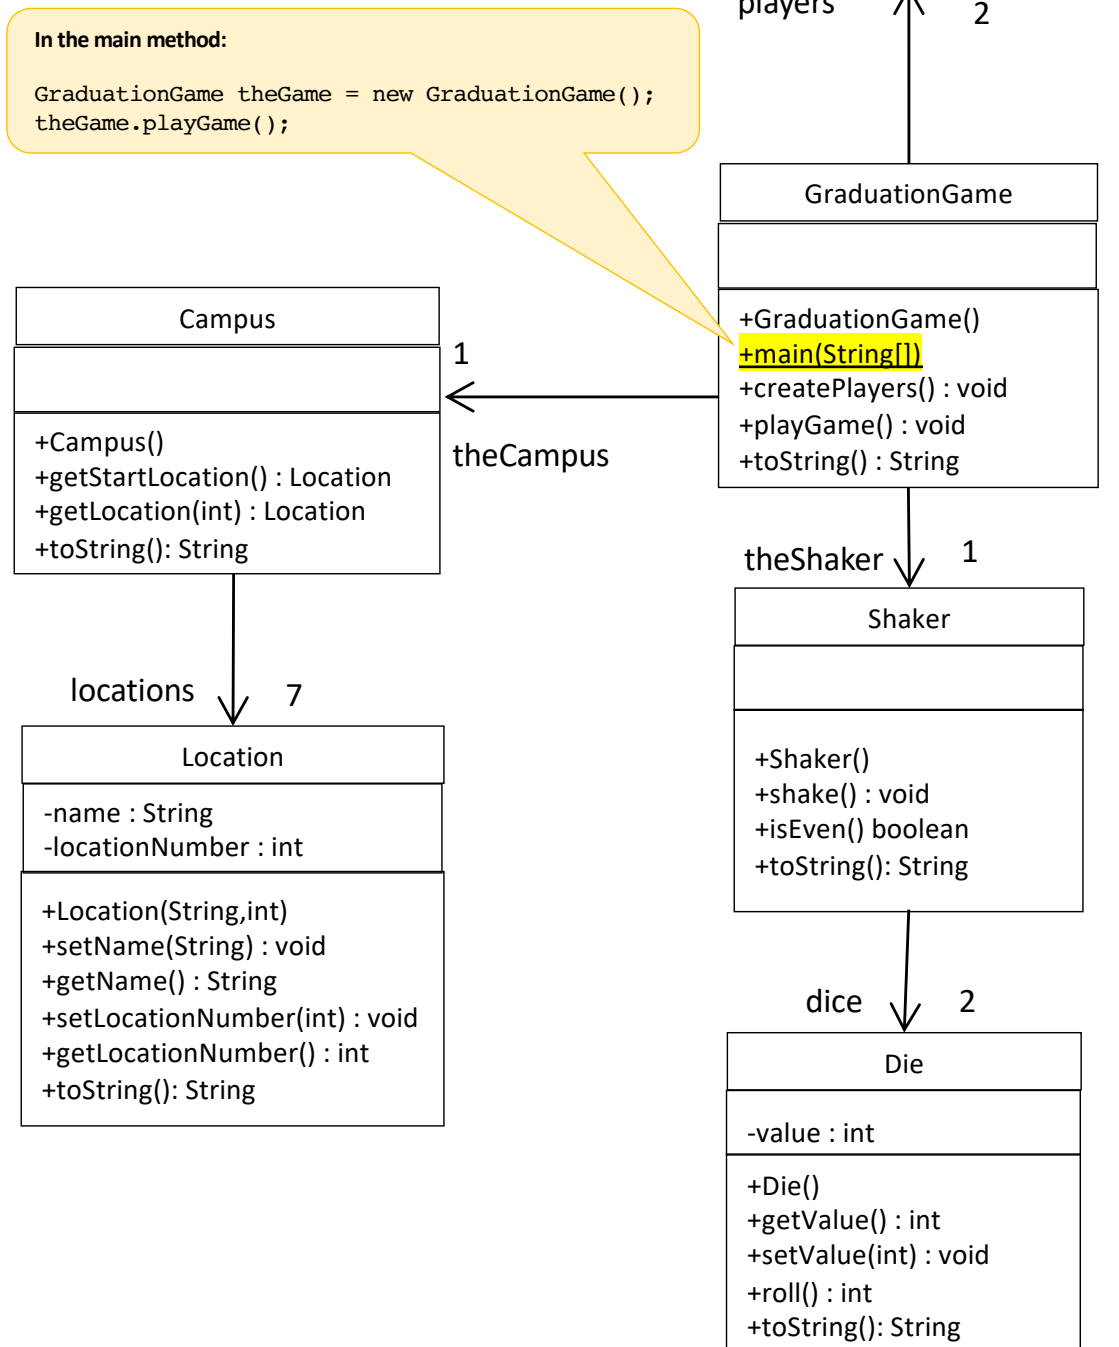 players
2
In the main method:
GraduationGame theGame = new GraduationGame();
theGame.playGame();
GraduationGame
+GraduationGame()
+main(String[])
+createPlayers() : void
+playGame() : void
+toString() : String
Campus
+Campus()
+getStartLocation() : Location
+getLocation(int) : Location
+toString(): String
1
theCampus
theShaker
1
Shaker
+Shaker()
+shake() : void
+isEven() boolean
+toString(): String
locations
7
Location
-name : String
-locationNumber : int
+Location(String,int)
+setName(String) : void
+getName() : String
+setLocationNumber(int) : void
+getLocationNumber() : int
+toString(): String
dice
2
Die
-value : int
+Die()
+getValue() : int
+setValue(int) : void
+roll() : int
+toString(): String